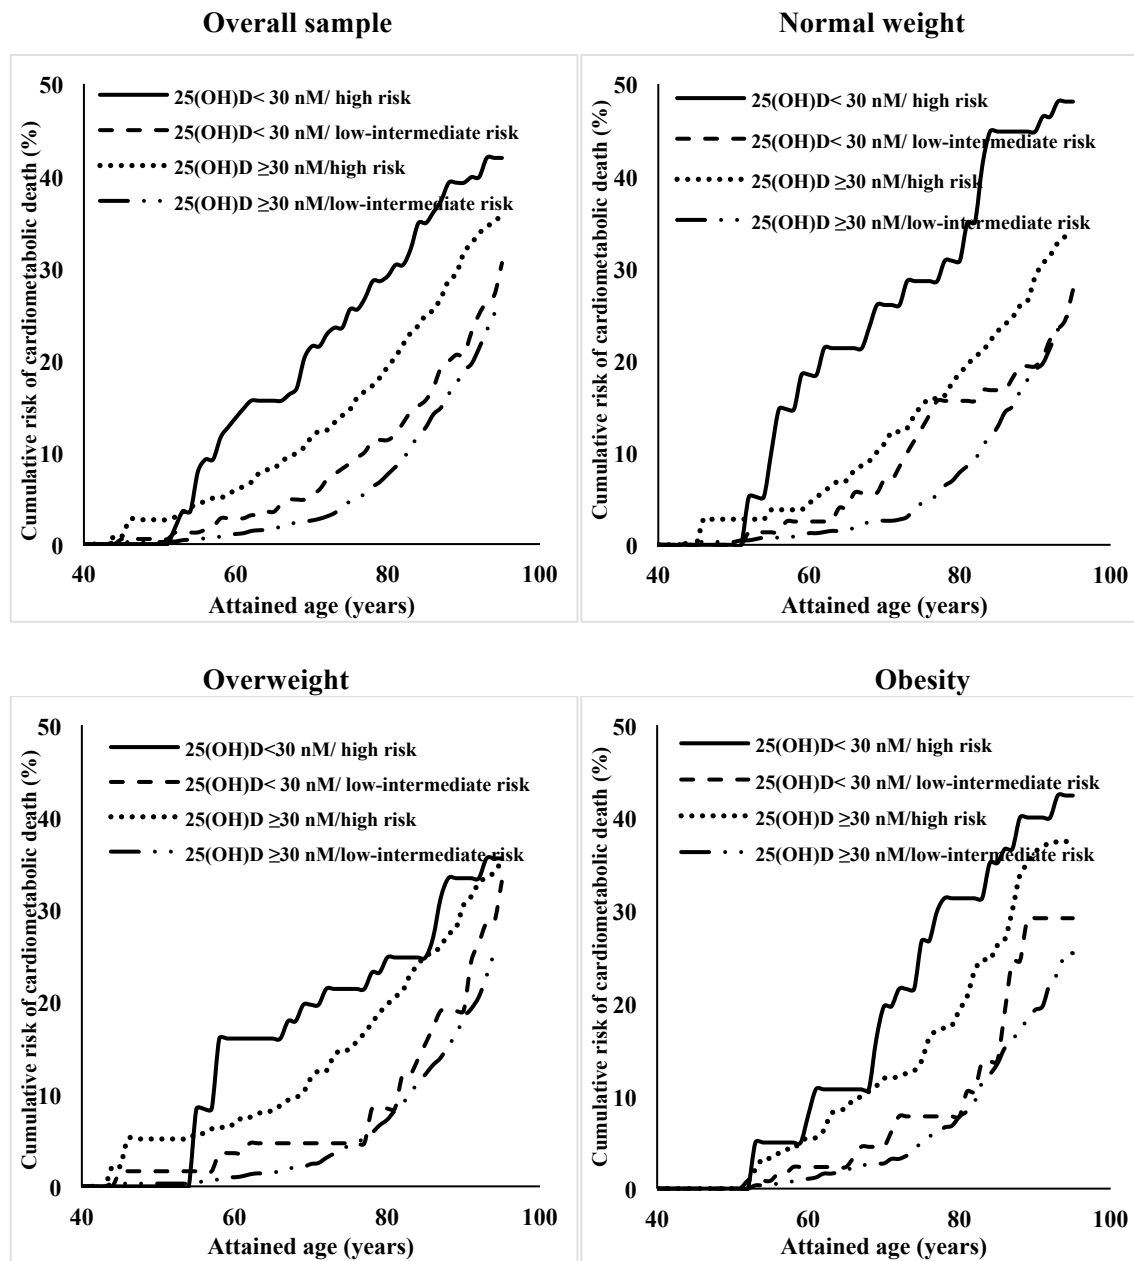 Overall sample
Cumulative risk of cardiometabolic death (%)
50
40
30
20
10
0
25(OH)D< 30 nM/ high risk
25(OH)D< 30 nM/ low-intermediate risk
25(OH)D ≥30 nM/high risk
25(OH)D ≥30 nM/low-intermediate risk
40 60 80 100
Attained age (years)
Normal weight
Cumulative risk of cardiometabolic death (%)
50
40
30
20
10
0
25(OH)D< 30 nM/ high risk
25(OH)D< 30 nM/ low-intermediate risk
25(OH)D ≥30 nM/high risk
25(OH)D ≥30 nM/low-intermediate risk
40 60 80 100
Attained age (years)
Overweight
Cumulative risk of cardiometabolic death (%)
50
40
30
20
10
0
25(OH)D<30 nM/ high risk
25(OH)D< 30 nM/ low-intermediate risk
25(OH)D ≥30 nM/high risk
25(OH)D ≥30 nM/low-intermediate risk
40 60 80 100
Attained age (years)
Obesity
Cumulative risk of cardiometabolic death (%)
50
40
30
20
10
0
25(OH)D< 30 nM/ high risk
25(OH)D< 30 nM/ low-intermediate risk
25(OH)D ≥30 nM/high risk
25(OH)D ≥30 nM/low-intermediate risk
40 60 80 100
Attained age (years)